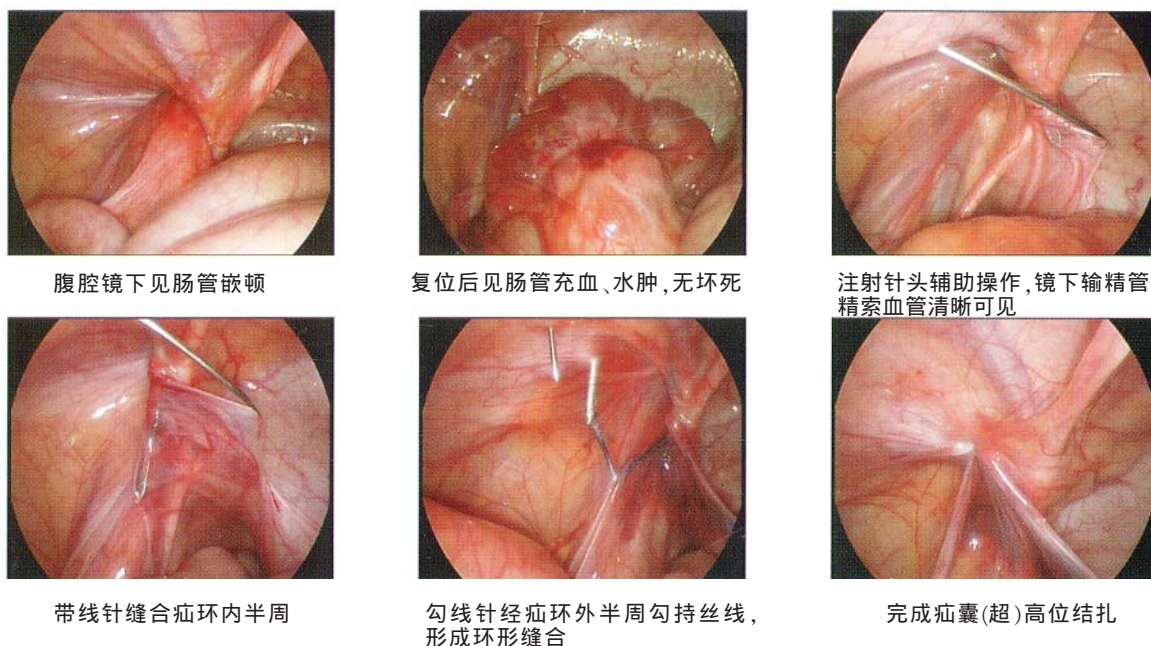 腹腔镜下见肠管嵌顿
复位后见肠管充血、水肿,无坏死
注射针头辅助操作,镜下输精管
精索血管清晰可见
带线针缝合疝环内半周
勾线针经疝环外半周勾持丝线,
形成环形缝合
完成疝囊(超)高位结扎